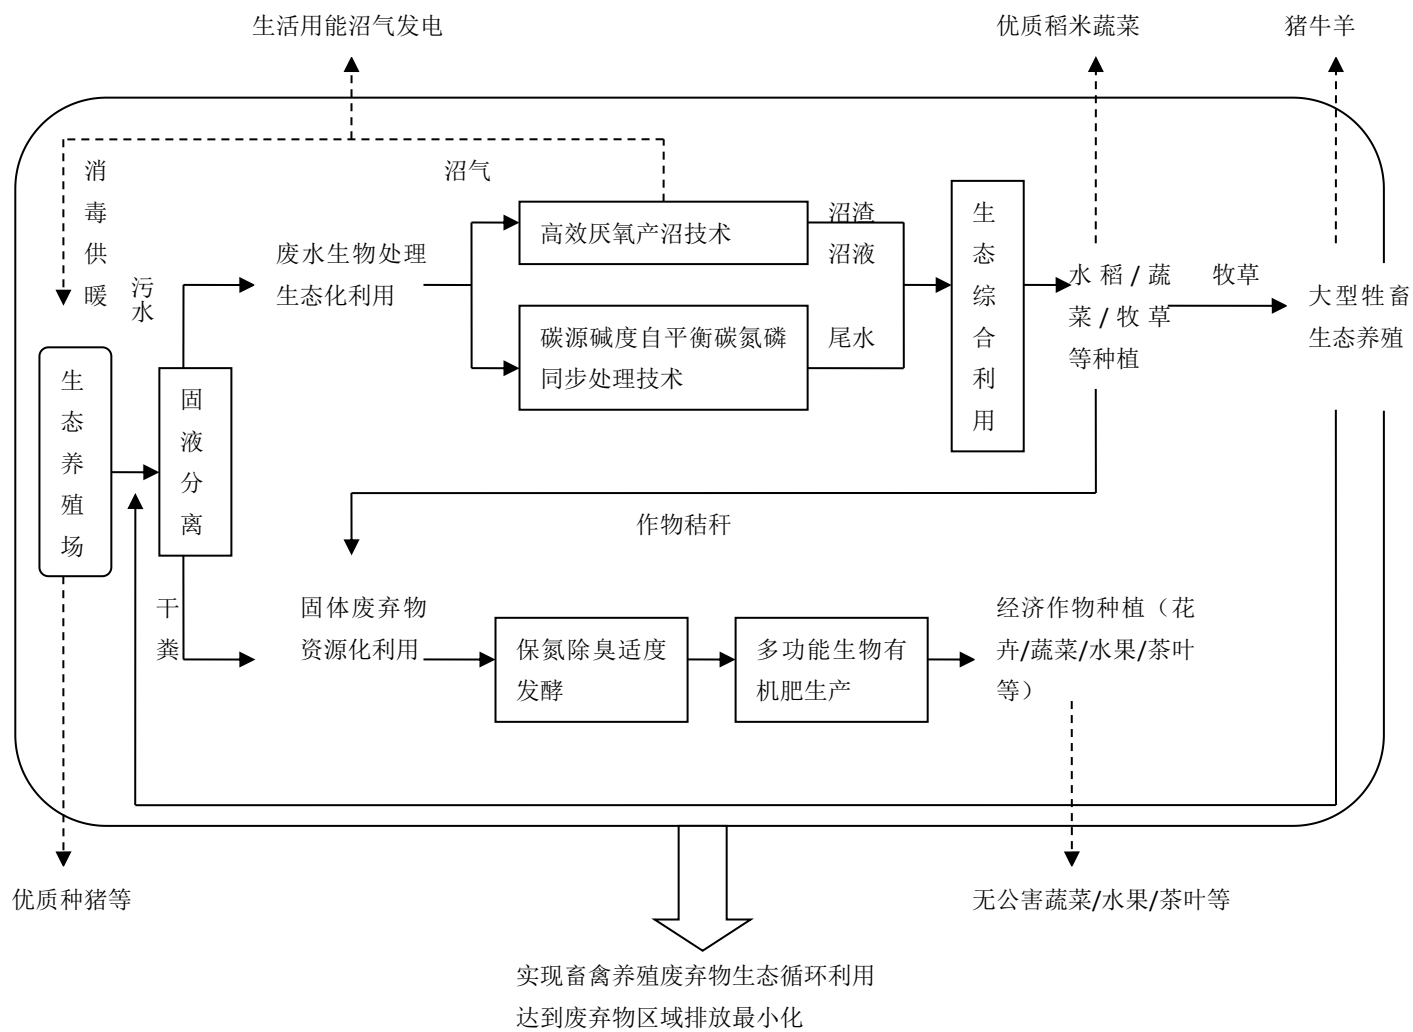 生活用能沼气发电
优质稻米蔬菜
猪牛羊
消毒供暖
沼气
污水
废水生物处理
生态化利用
高效厌氧产沼技术
沼渣
沼液
碳源碱度自平衡碳氮磷
同步处理技术
尾水
生态综合利用
水稻/蔬
菜/牧草
等种植
牧草
大型牲畜
生态养殖
生态养殖场
固液分离
作物秸秆
干粪
固体废弃物
资源化利用
保氮除臭适度
发酵
多功能生物有
机肥生产
经济作物种植（花
卉/蔬菜/水果/茶叶
等）
优质种猪等
无公害蔬菜/水果/茶叶等
实现畜禽养殖废弃物生态循环利用
达到废弃物区域排放最小化